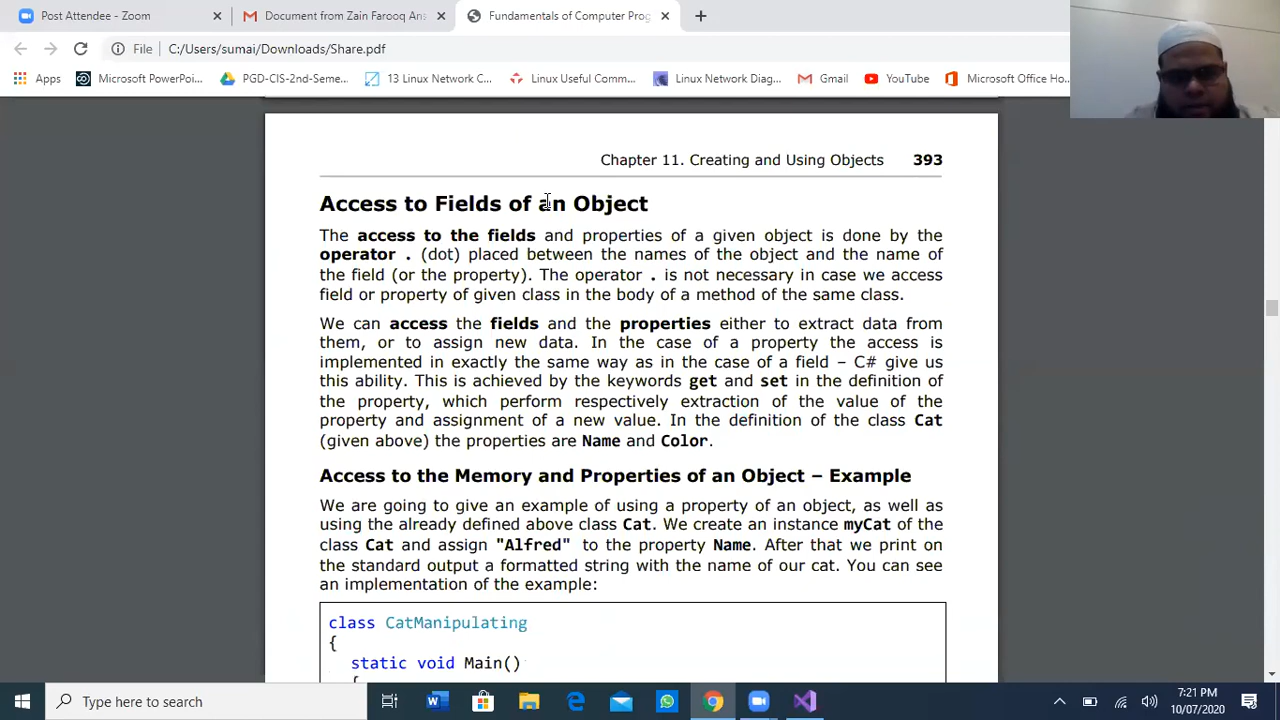 Post Attendee - Zoom
Document from Zain Farooq Ans
Fundamentals of Computer Prog
File
C:/Users/sumai/Downloads/Share.pdf
Apps
Microsoft PowerPoi...
PGD-CIS-2nd-Seme...
13 Linux Network C...
Linux Useful Comm...
Linux Network Diag...
Gmail
YouTube
Microsoft Office Ho
Chapter 11. Creating and Using Objects 393
Access to Fields of an Object
The access to the fields and properties of a given object is done by the
operator . (dot) placed between the names of the object and the name of
the field (or the property). The operator . is not necessary in case we access
field or property of given class in the body of a method of the same class.
We can access the fields and the properties either to extract data from
them, or to assign new data. In the case of a property the access is
implemented in exactly the same way as in the case of a field – C# give us
this ability. This is achieved by the keywords get and set in the definition of
the property, which perform respectively extraction of the value of the
property and assignment of a new value. In the definition of the class Cat
(given above) the properties are Name and Color.
Access to the Memory and Properties of an Object – Example
We are going to give an example of using a property of an object, as well as
using the already defined above class Cat. We create an instance myCat of the
class Cat and assign "Alfred" to the property Name. After that we print on
the standard output a formatted string with the name of our cat. You can see
an implementation of the example:
class CatManipulating
{
static void Main()
{
Type here to search
7:21 PM
10/07/2020